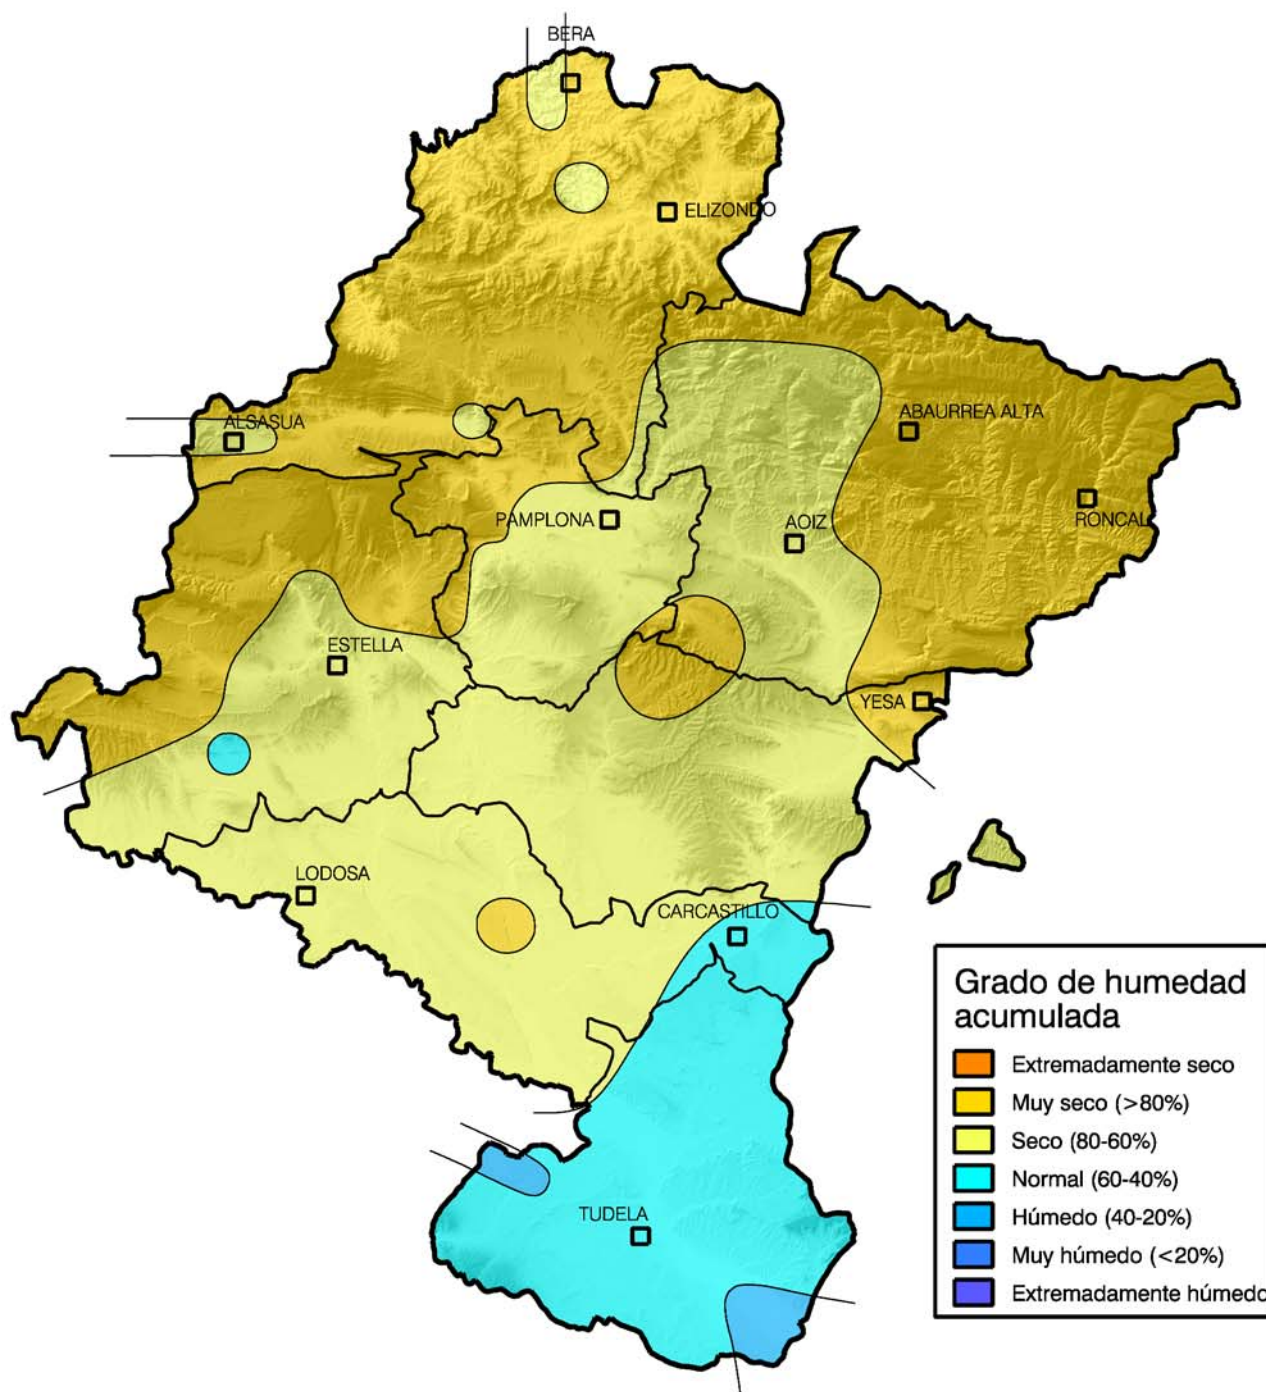 BERA
ELIZONDO
ALSASUA
ABAURREA ALTA
PAMPLONA
AOIZ
RONCAL
ESTELLA
YESA
LODOSA
CARCASTILLO
TUDELA
Grado de humedad
acumulada
Extremadamente seco
Muy seco (>80%)
Seco (80-60%)
Normal (60-40%)
Húmedo (40-20%)
Muy húmedo (<20%)
Extremadamente húmedo